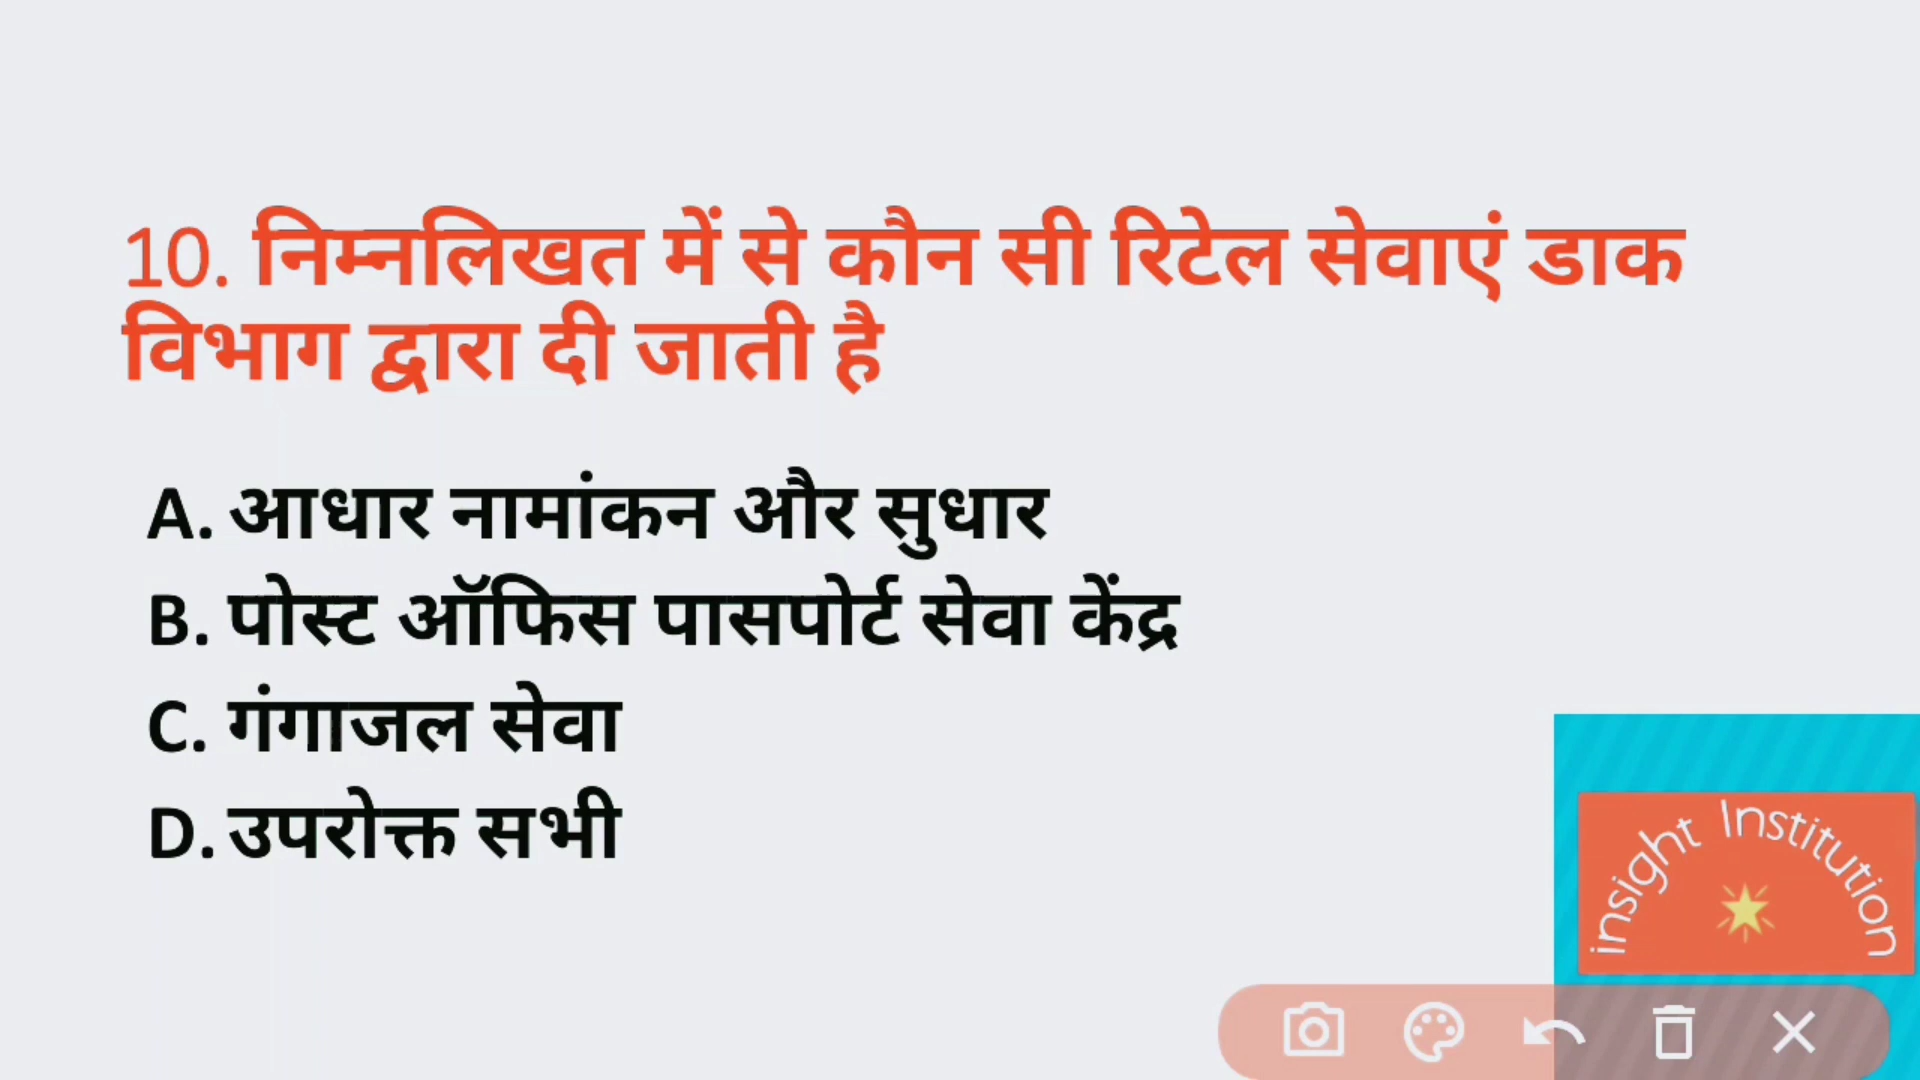 10. निम्नलिखत में से कौन सी रिटेल सेवाएं डाक
विभाग द्वारा दी जाती है
A. आधार नामांकन और सुधार
B. पोस्ट ऑफिस पासपोर्ट सेवा केंद्र
C. गंगाजल सेवा
D. उपरोक्त सभी
insight Institution